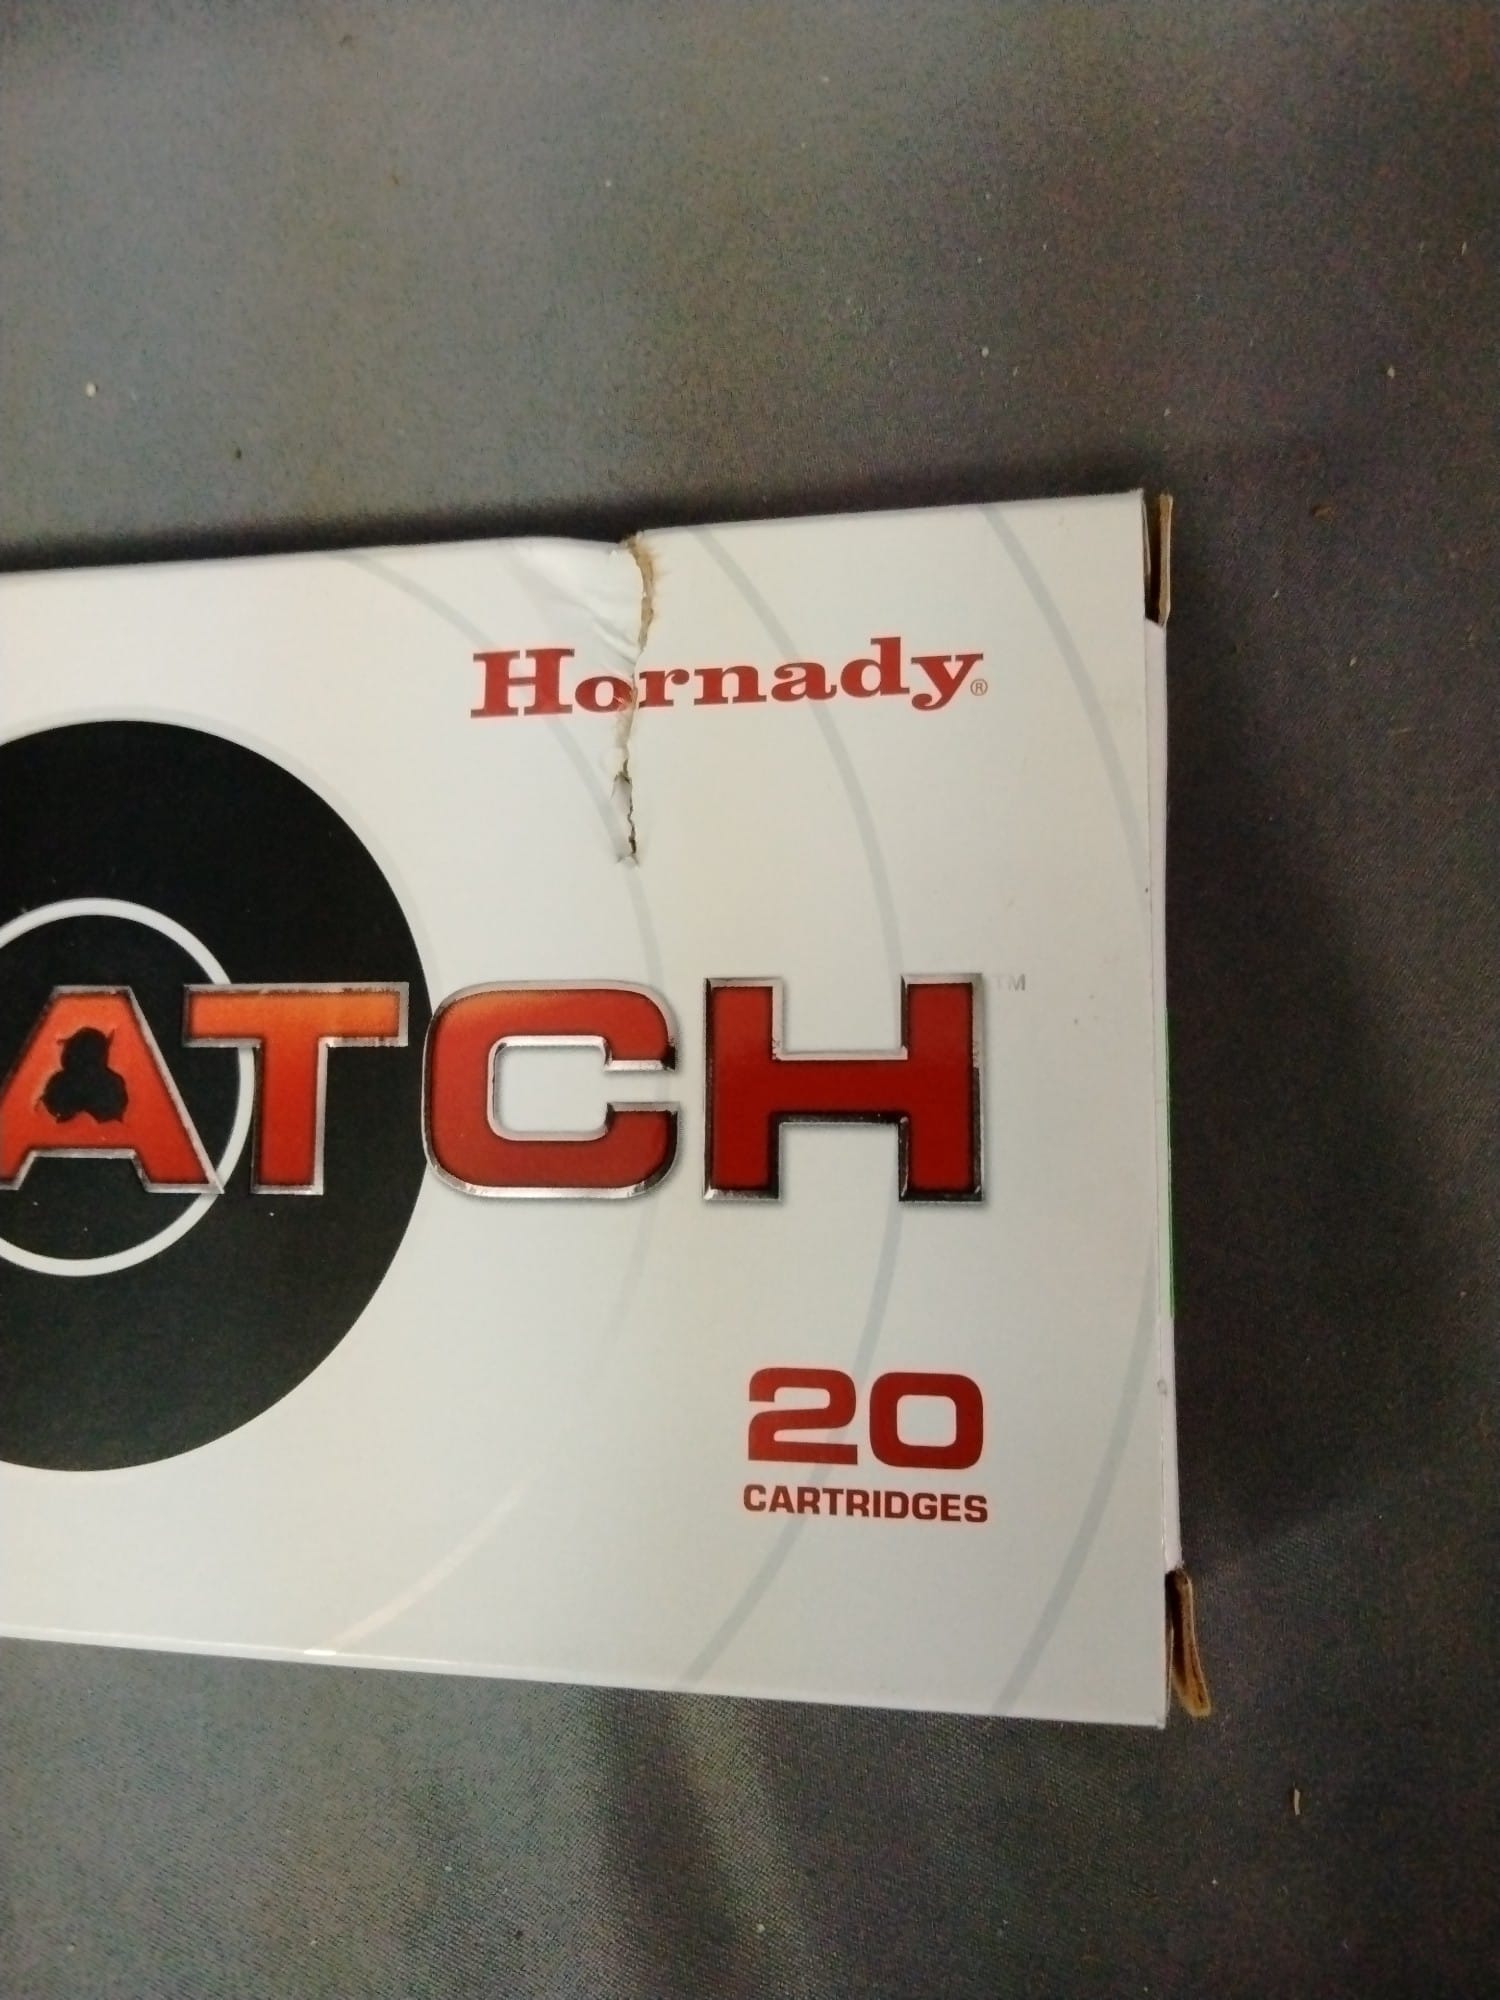 Hornady®
ATCH™
20
CARTRIDGES